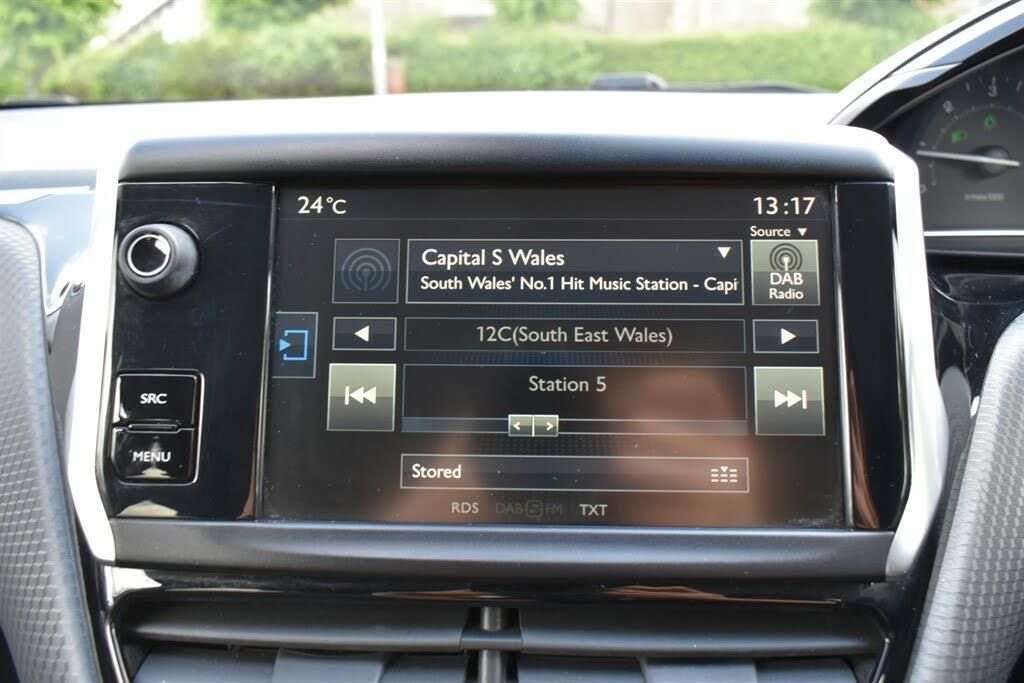 24°C
13:17
Source ▼
Capital S Wales ▼
South Wales' No.1 Hit Music Station - Capi
DAB
Radio
12C(South East Wales)
Station 5
SRC
MENU
Stored
RDS DAB FM TXT